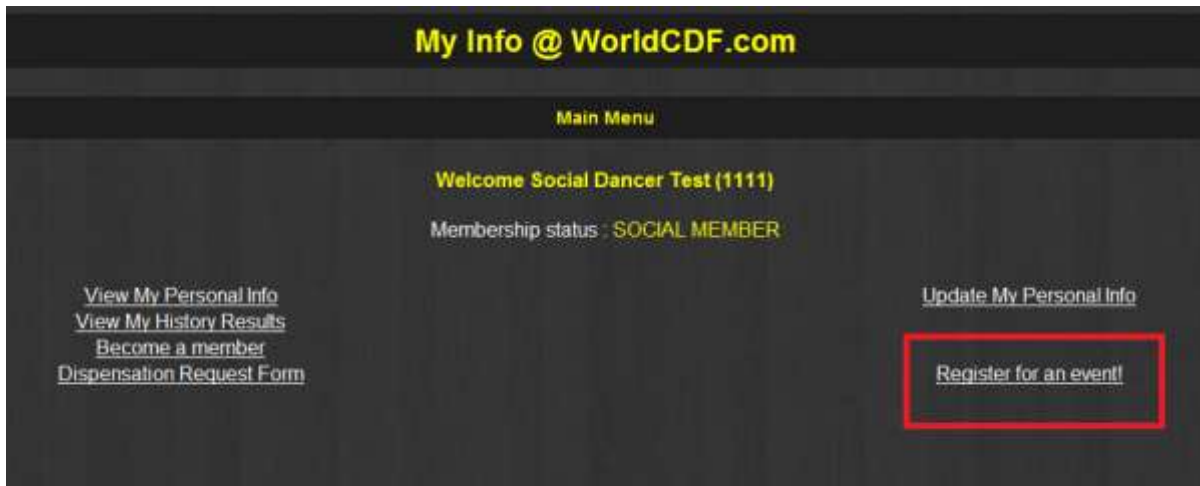 My Info @ WorldCDF.com
Main Menu
Welcome Social Dancer Test (1111)
Membership status : SOCIAL MEMBER
View My Personal Info
View My History Results
Become a member
Dispensation Request Form
Update My Personal Info
Register for an event!